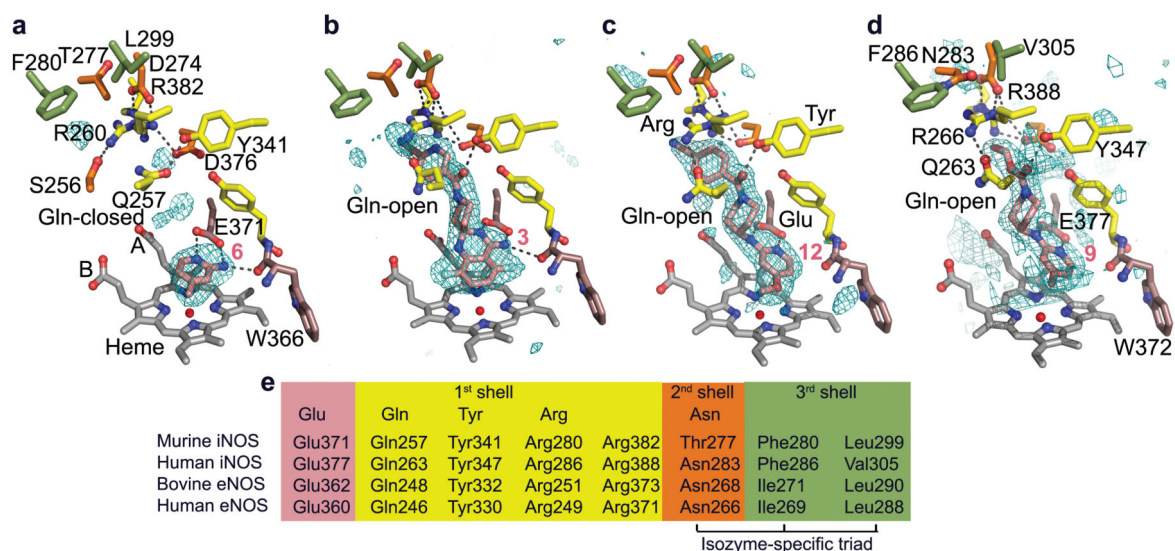 a
b
c
d
L299
T277
D274
F280
R382
R260
Y341
D376
S256
Q257
Gln-closed
A
E371
6
B
Heme
W366
Gln-open
3
Arg
Tyr
Gln-open
Glu
12
F286
N283
V305
R388
R266
Y347
Q263
E377
9
W372
e
1st shell 2nd shell 3rd shell
Glu Gln Tyr Arg Asn
Murine iNOS Glu371 Gln257 Tyr341 Arg280 Arg382 Thr277 Phe280 Leu299
Human iNOS Glu377 Gln263 Tyr347 Arg286 Arg388 Asn283 Phe286 Val305
Bovine eNOS Glu362 Gln248 Tyr332 Arg251 Arg373 Asn268 Ile271 Leu290
Human eNOS Glu360 Gln246 Tyr330 Arg249 Arg371 Asn266 Ile269 Leu288
Isozyme-specific triad